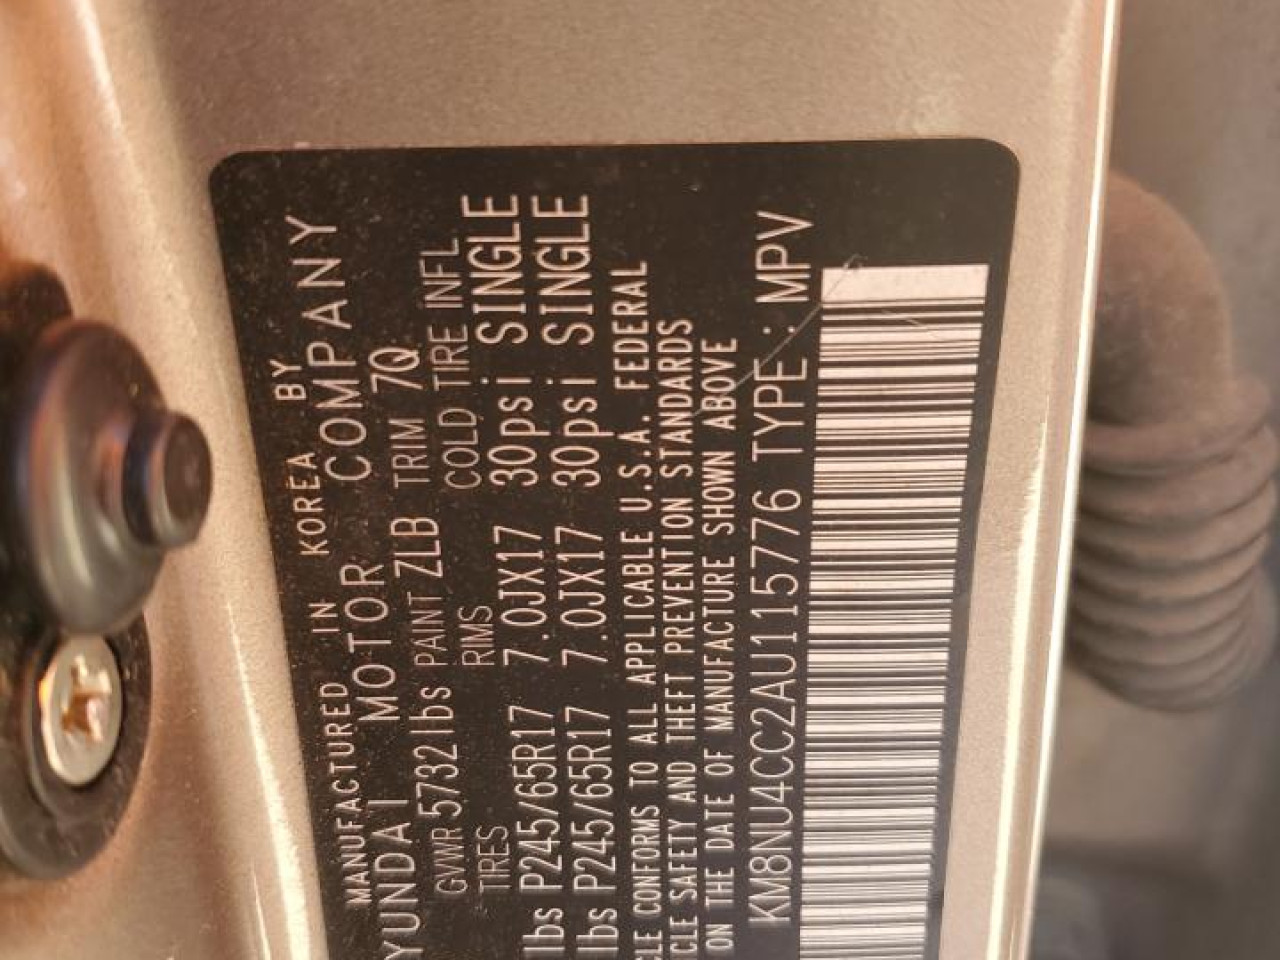 MANUFACTURED IN KOREA BY
YUNDAI MOTOR COMPANY
GVWR 5732 lbs PAINT ZLB TRIM 7Q
TIRES RIMS COLD TIRE INFL
lbs P245/65R17 7.0JX17 30psi SINGLE
lbs P245/65R17 7.0JX17 30psi SINGLE
CLE CONFORMS TO ALL APPLICABLE U.S.A. FEDERAL
CLE SAFETY AND THEFT PREVENTION STANDARDS
ON THE DATE OF MANUFACTURE SHOWN ABOVE
KM8NU4CC2AU115776 TYPE: MPV